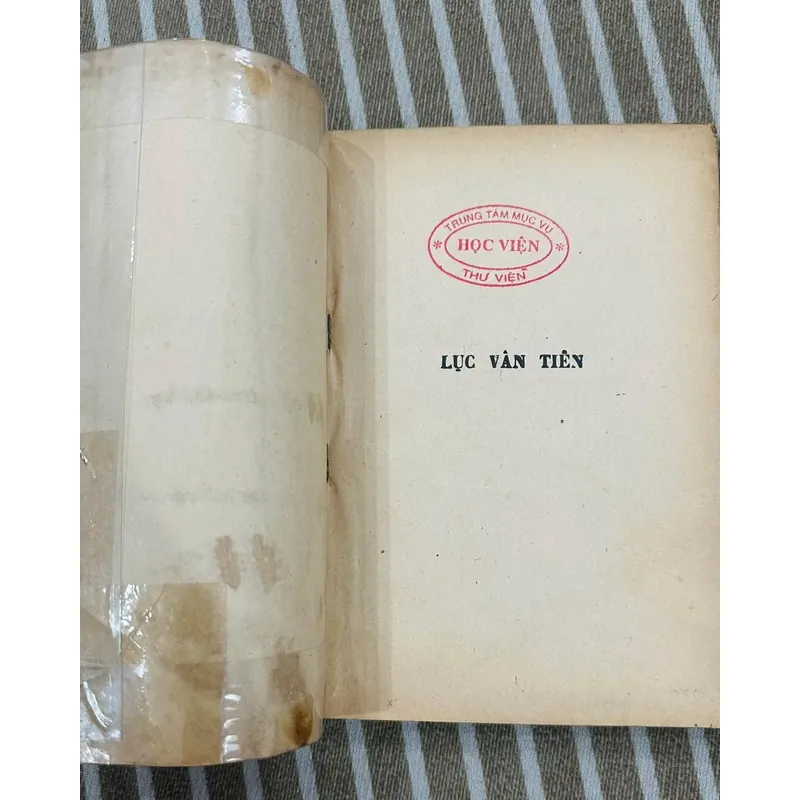 TRUNG TÂM MỤC VỤ
* HỌC VIỆN *
THƯ VIỆN
LỤC VÂN TIÊN